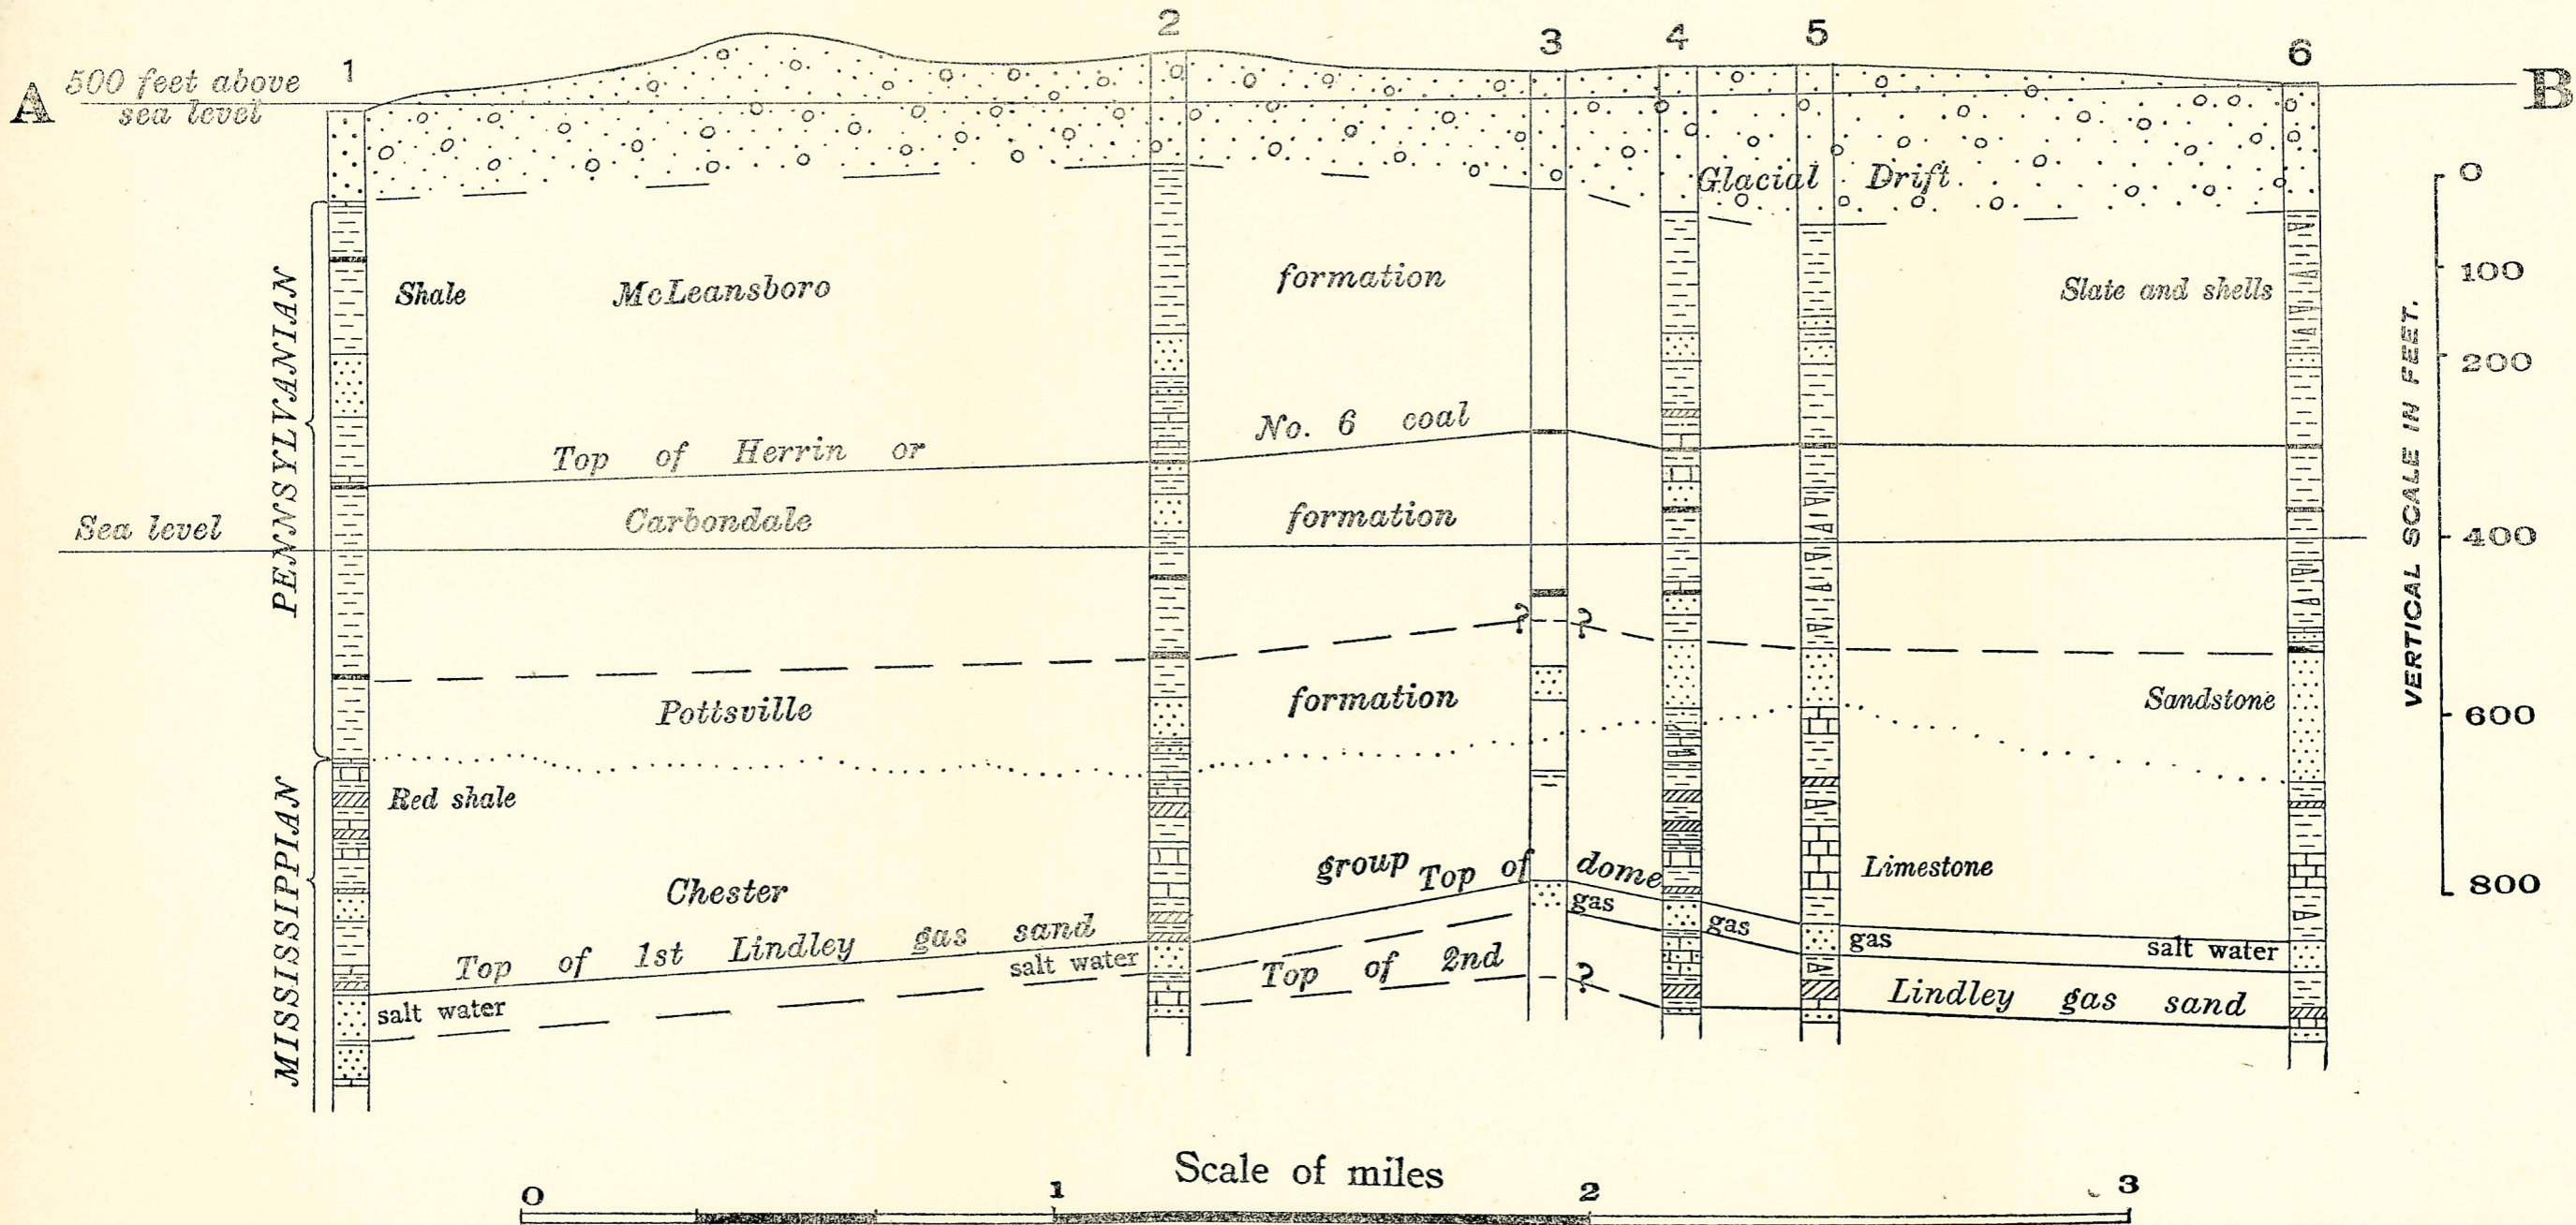 1 2 3 4 5 6
A 500 feet above B
sea level
Glacial Drift
0
100
200
400
600
800
VERTICAL SCALE IN FEET.
PENNSYLVANIAN
Shale McLeansboro formation Slate and shells
Top of Herrin or No. 6 coal
Sea level
Carbondale formation
? ?
Pottsville formation Sandstone
MISSISSIPPIAN
Red shale
Chester group Top of dome Limestone
gas gas gas salt water
Top of 1st Lindley gas sand
salt water
salt water
Top of 2nd ? Lindley gas sand
Scale of miles
0 1 2 3